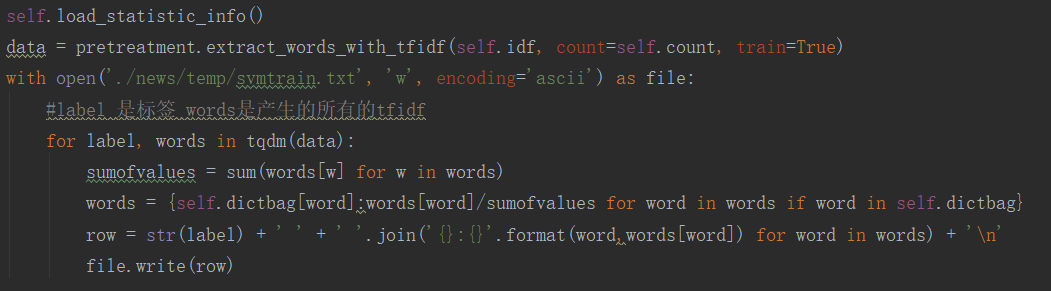 self.load_statistic_info()
data = pretreatment.extract_words_with_tfidf(self.idf, count=self.count, train=True)
with open('./news/temp/svmtrain.txt', 'w', encoding='ascii') as file:
    #label 是标签 words是产生的所有的tfidf
    for label, words in tqdm(data):
        sumofvalues = sum(words[w] for w in words)
        words = {self.dictbag[word]:words[word]/sumofvalues for word in words if word in self.dictbag}
        row = str(label) + ' ' + ' '.join('{}:{}'.format(word,words[word]) for word in words) + '\n'
        file.write(row)